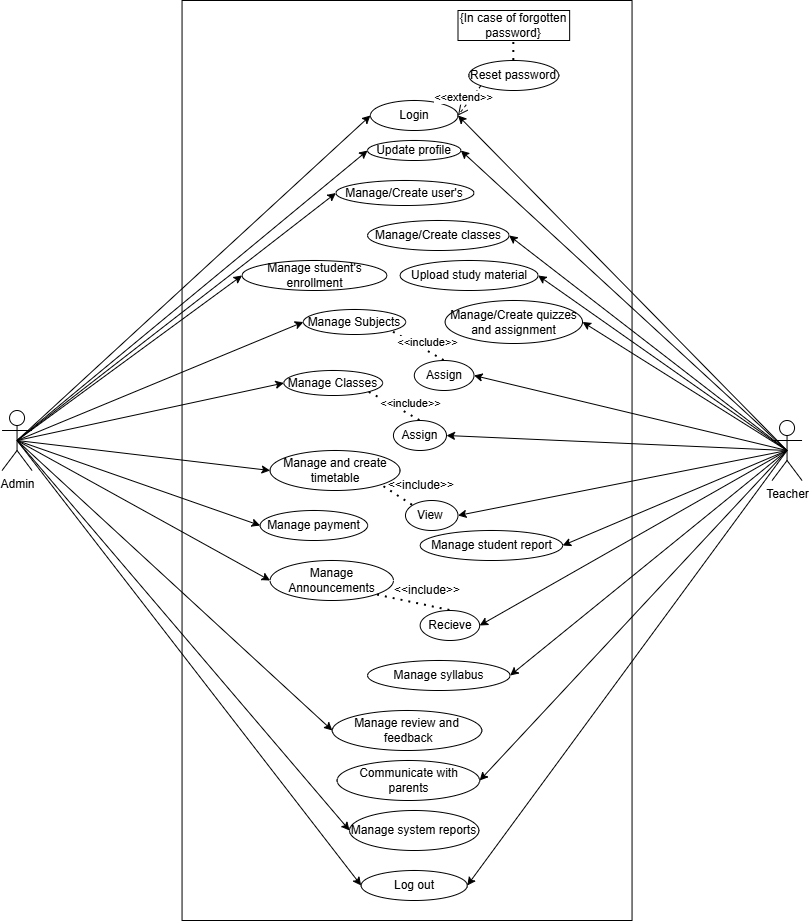 {In case of forgotten
password}
Reset password
<<extend>>
Login
Update profile
Manage/Create user's
Manage/Create classes
Manage student's
enrollment
Upload study material
Manage Subjects
Manage/Create quizzes
and assignment
<<include>>
Assign
Manage Classes
<<include>>
Assign
Admin
Teacher
Manage and create
timetable
<<include>>
View
Manage payment
Manage student report
Manage
Announcements
<<include>>
Recieve
Manage syllabus
Manage review and
feedback
Communicate with
parents
Manage system reports
Log out